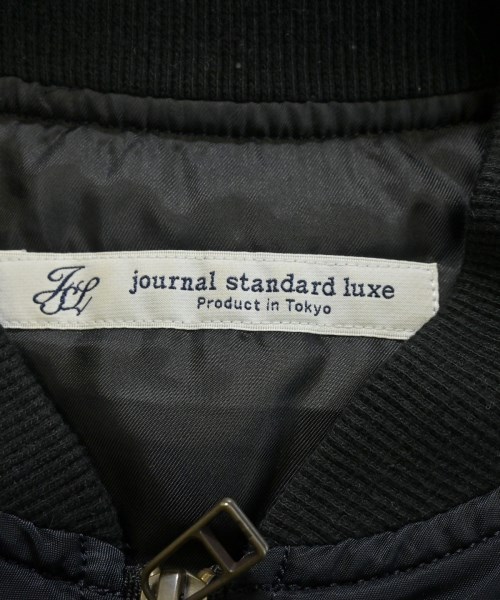 JSL
journal standard luxe
Product in Tokyo